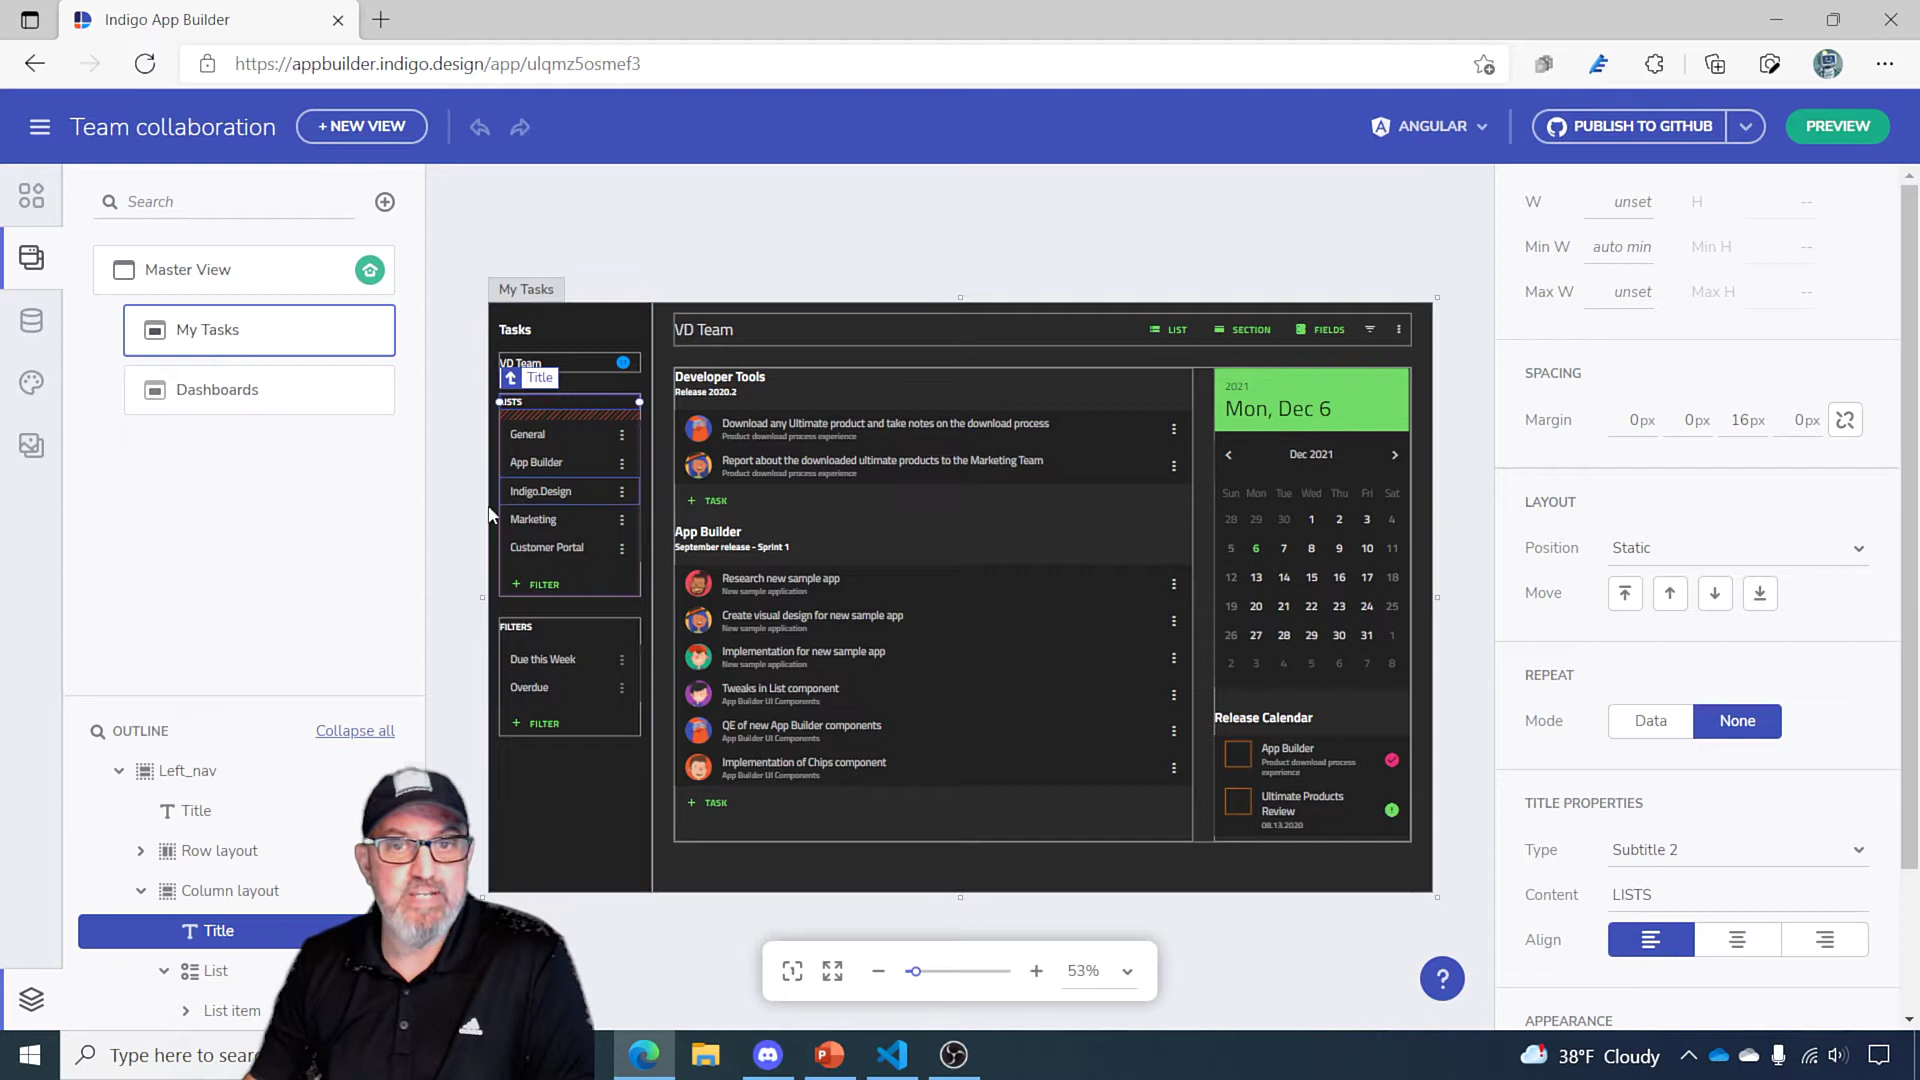 Indigo App Builder
https://appbuilder.indigo.design/app/ulqmz5osmef3
Team collaboration
+ NEW VIEW
ANGULAR
PUBLISH TO GITHUB
PREVIEW
Search
Master View
My Tasks
Dashboards
OUTLINE
Collapse all
Left_nav
Title
Row layout
Column layout
Title
List
List item
My Tasks
Tasks
VD Team
Title
LISTS
General
App Builder
Indigo.Design
Marketing
Customer Portal
+ FILTER
FILTERS
Due this Week
Overdue
+ FILTER
VD Team
LIST
SECTION
FIELDS
Developer Tools
Release 2020.2
Download any Ultimate product and take notes on the download process
Product download process experience
Report about the downloaded ultimate products to the Marketing Team
Product download process experience
+ TASK
App Builder
September release - Sprint 1
Research new sample app
New sample application
Create visual design for new sample app
New sample application
Implementation for new sample app
New sample application
Tweaks in List component
App Builder UI Components
QE of new App Builder components
App Builder UI Components
Implementation of Chips component
App Builder UI Components
+ TASK
2021
Mon, Dec 6
Dec 2021
Sun Mon Tue Wed Thu Fri Sat
28 29 30 1 2 3 4
5 6 7 8 9 10 11
12 13 14 15 16 17 18
19 20 21 22 23 24 25
26 27 28 29 30 31 1
2 3 4 5 6 7 8
Release Calendar
App Builder
Product download process
experience
Ultimate Products
Review
08.13.2020
53%
?
W unset H --
Min W auto min Min H --
Max W unset Max H --
SPACING
Margin 0px 0px 16px 0px
LAYOUT
Position Static
Move
REPEAT
Mode Data None
TITLE PROPERTIES
Type Subtitle 2
Content LISTS
Align
APPEARANCE
Type here to sear
38°F Cloudy